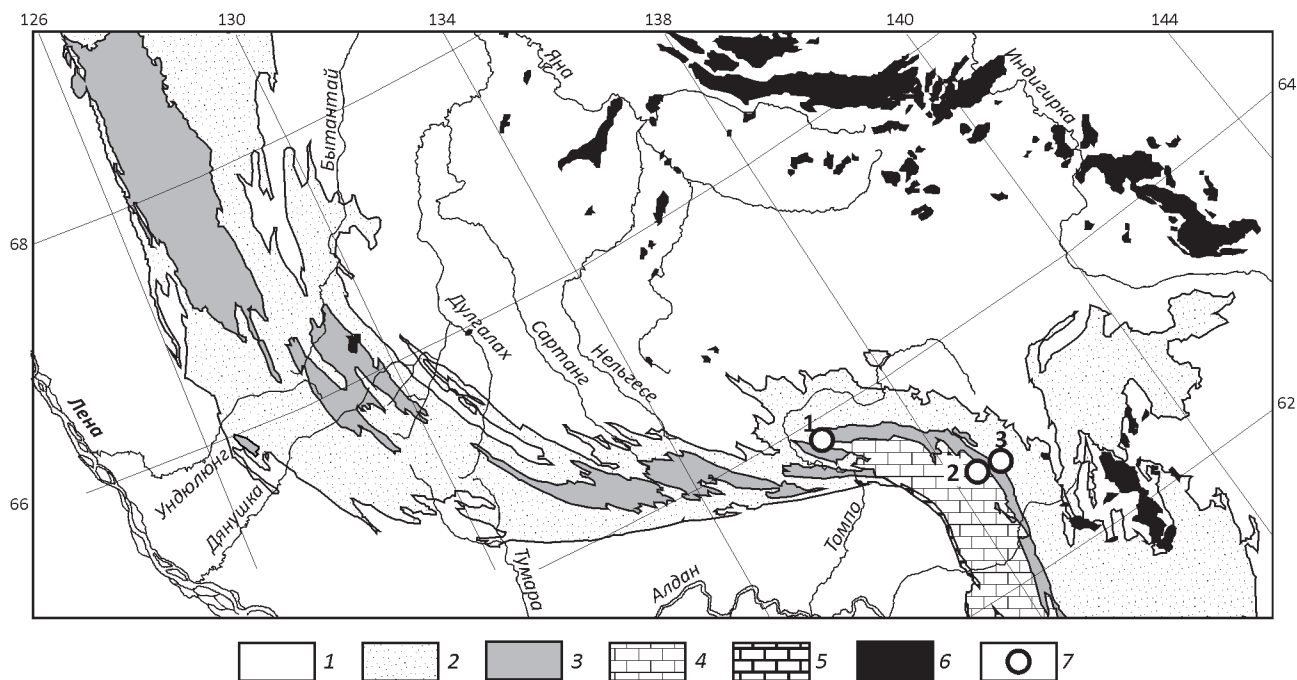 126 130 134 138 140 144
64
68
62
66
Яна
Индигирка
Бытантай
Дулгалах
Сартанг
Нельгесе
Лена
Ундюлюнг
Дянушка
Тумара
Алдан
Томпо
1
2
3
1 2 3 4 5 6 7